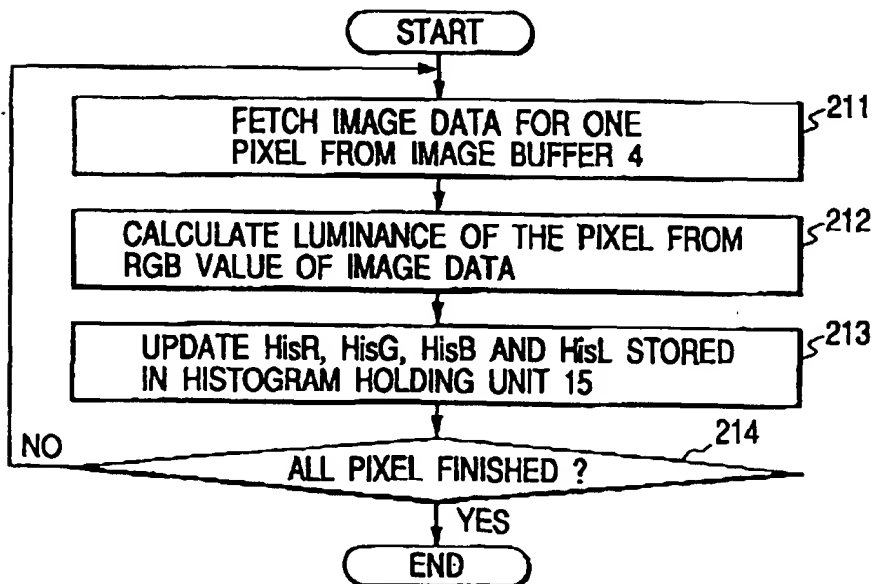 START
FETCH IMAGE DATA FOR ONE
PIXEL FROM IMAGE BUFFER 4
211
CALCULATE LUMINANCE OF THE PIXEL FROM
RGB VALUE OF IMAGE DATA
212
UPDATE HisR, HisG, HisB AND HisL STORED
IN HISTOGRAM HOLDING UNIT 15
213
214
NO
ALL PIXEL FINISHED ?
YES
END